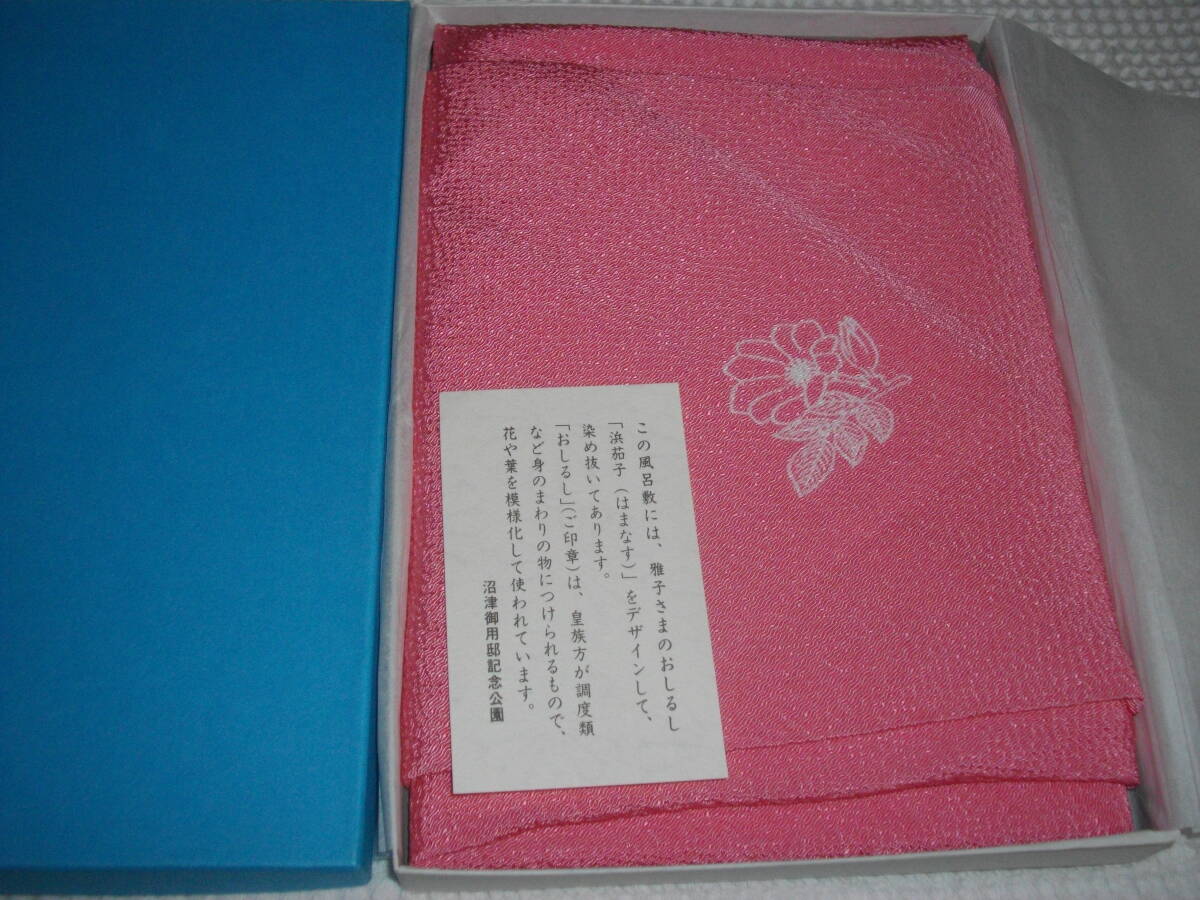 この風呂敷には、雅子さまのおしるし
「浜茄子（はまなす）」をデザインして、
染め抜いてあります。
「おしるし」（ご印章）は、皇族方が調度類
など身のまわりの物につけられるもので、
花や葉を模様化して使われています。
沼津御用邸記念公園